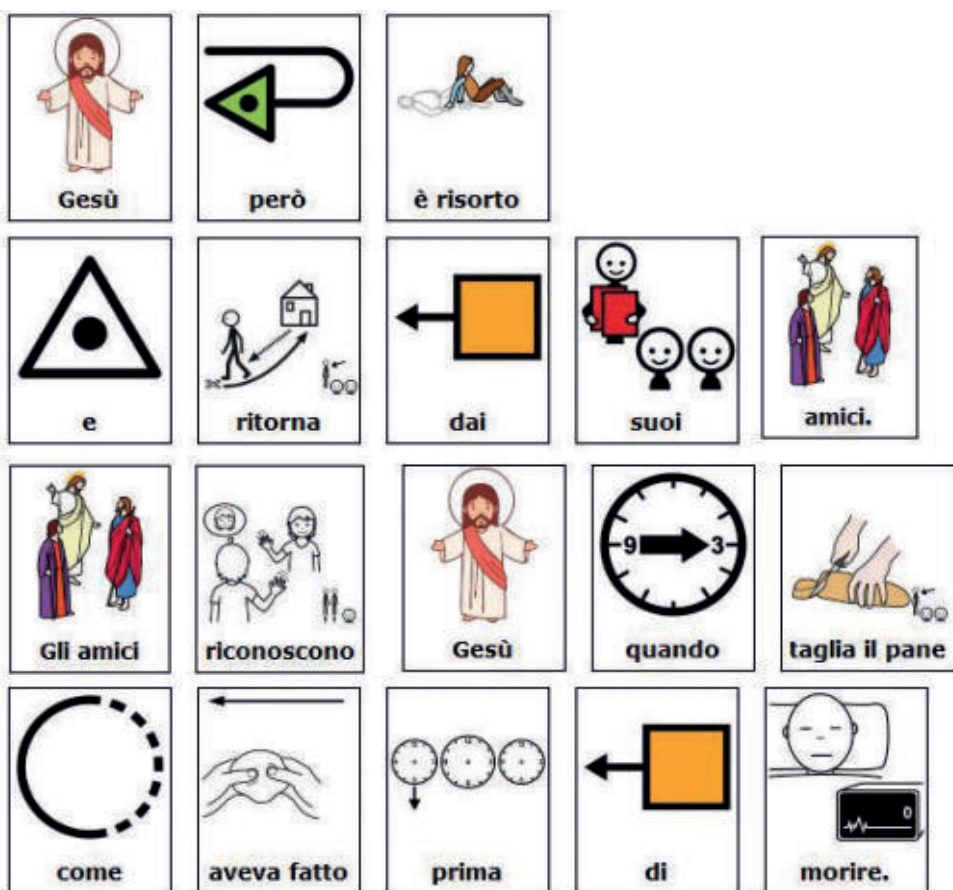 Gesù però è risorto
e ritorna dai suoi amici.
Gli amici riconoscono Gesù quando taglia il pane
come aveva fatto prima di morire.